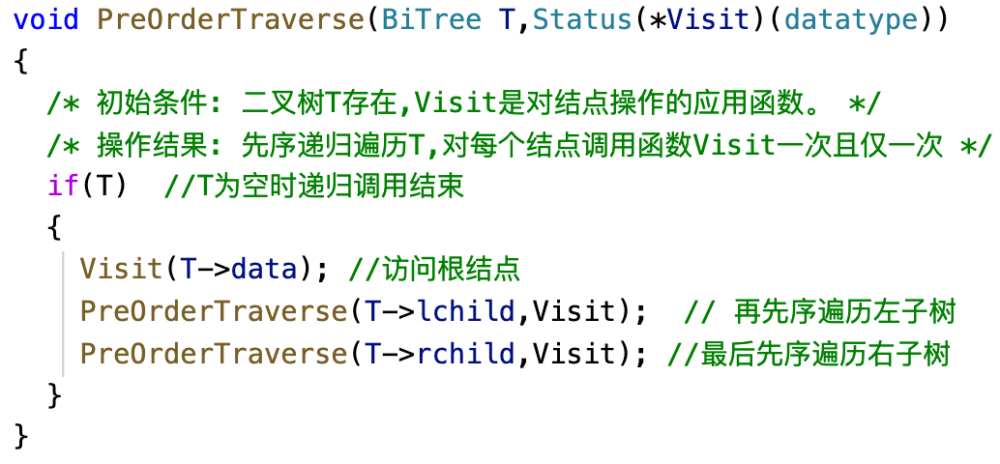 void PreOrderTraverse(BiTree T,Status(*Visit)(datatype))
{
  /* 初始条件: 二叉树T存在,Visit是对结点操作的应用函数。 */
  /* 操作结果: 先序递归遍历T,对每个结点调用函数Visit一次且仅一次 */
  if(T)  //T为空时递归调用结束
  {
    Visit(T->data); //访问根结点
    PreOrderTraverse(T->lchild,Visit);  // 再先序遍历左子树
    PreOrderTraverse(T->rchild,Visit); //最后先序遍历右子树
  }
}